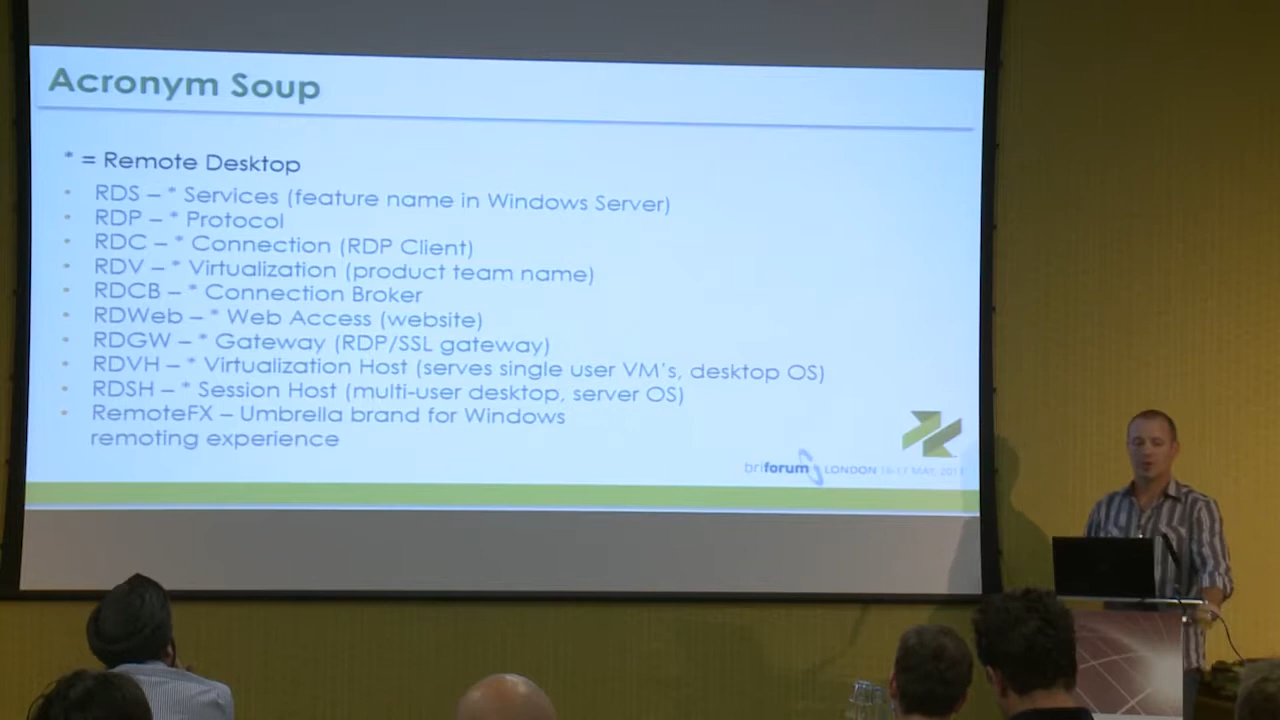 Acronym Soup
* = Remote Desktop
• RDS – * Services (feature name in Windows Server)
• RDP – * Protocol
• RDC – * Connection (RDP Client)
• RDV – * Virtualization (product team name)
• RDCB – * Connection Broker
• RDWeb – * Web Access (website)
• RDGW – * Gateway (RDP/SSL gateway)
• RDVH – * Virtualization Host (serves single user VM's, desktop OS)
• RDSH – * Session Host (multi-user desktop, server OS)
• RemoteFX – Umbrella brand for Windows
remoting experience
briforum LONDON 16-17 MAY, 2011